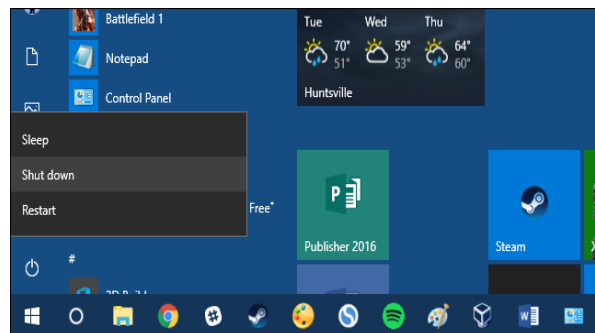 Battlefield 1
Notepad
Control Panel
Sleep
Shut down
Restart
Free*
#
Tue Wed Thu
70° 59° 64°
51° 53° 60°
Huntsville
Publisher 2016
Steam